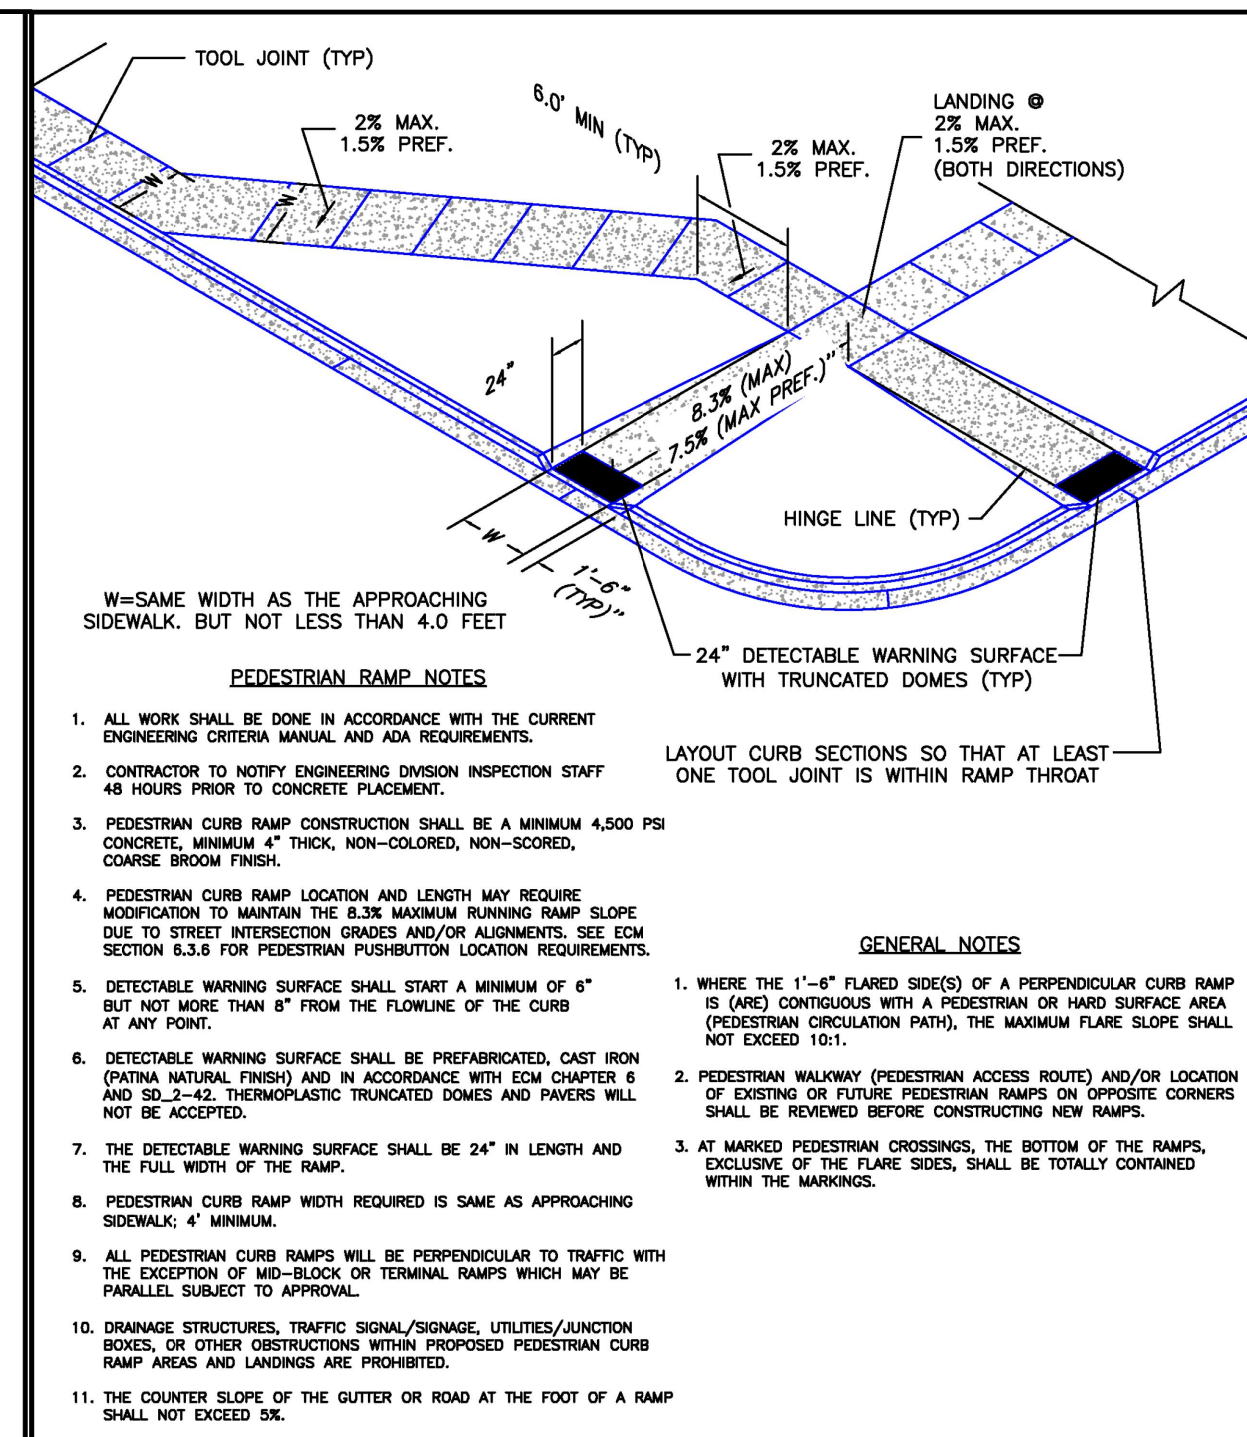 TOOL JOINT (TYP)
2% MAX.
1.5% PREF.
6.0' MIN (TYP)
2% MAX.
1.5% PREF.
LANDING @
2% MAX.
1.5% PREF.
(BOTH DIRECTIONS)
W
W
24"
8.3% (MAX)
7.5% (MAX PREF.)"
HINGE LINE (TYP)
W
1'-6"
(TYP)"
W=SAME WIDTH AS THE APPROACHING
SIDEWALK. BUT NOT LESS THAN 4.0 FEET
24" DETECTABLE WARNING SURFACE
WITH TRUNCATED DOMES (TYP)
LAYOUT CURB SECTIONS SO THAT AT LEAST
ONE TOOL JOINT IS WITHIN RAMP THROAT
PEDESTRIAN RAMP NOTES
1. ALL WORK SHALL BE DONE IN ACCORDANCE WITH THE CURRENT
ENGINEERING CRITERIA MANUAL AND ADA REQUIREMENTS.
2. CONTRACTOR TO NOTIFY ENGINEERING DIVISION INSPECTION STAFF
48 HOURS PRIOR TO CONCRETE PLACEMENT.
3. PEDESTRIAN CURB RAMP CONSTRUCTION SHALL BE A MINIMUM 4,500 PSI
CONCRETE, MINIMUM 4" THICK, NON-COLORED, NON-SCORED,
COARSE BROOM FINISH.
4. PEDESTRIAN CURB RAMP LOCATION AND LENGTH MAY REQUIRE
MODIFICATION TO MAINTAIN THE 8.3% MAXIMUM RUNNING RAMP SLOPE
DUE TO STREET INTERSECTION GRADES AND/OR ALIGNMENTS. SEE ECM
SECTION 6.3.6 FOR PEDESTRIAN PUSHBUTTON LOCATION REQUIREMENTS.
5. DETECTABLE WARNING SURFACE SHALL START A MINIMUM OF 6"
BUT NOT MORE THAN 8" FROM THE FLOWLINE OF THE CURB
AT ANY POINT.
6. DETECTABLE WARNING SURFACE SHALL BE PREFABRICATED, CAST IRON
(PATINA NATURAL FINISH) AND IN ACCORDANCE WITH ECM CHAPTER 6
AND SD_2-42. THERMOPLASTIC TRUNCATED DOMES AND PAVERS WILL
NOT BE ACCEPTED.
7. THE DETECTABLE WARNING SURFACE SHALL BE 24" IN LENGTH AND
THE FULL WIDTH OF THE RAMP.
8. PEDESTRIAN CURB RAMP WIDTH REQUIRED IS SAME AS APPROACHING
SIDEWALK; 4' MINIMUM.
9. ALL PEDESTRIAN CURB RAMPS WILL BE PERPENDICULAR TO TRAFFIC WITH
THE EXCEPTION OF MID-BLOCK OR TERMINAL RAMPS WHICH MAY BE
PARALLEL SUBJECT TO APPROVAL.
10. DRAINAGE STRUCTURES, TRAFFIC SIGNAL/SIGNAGE, UTILITIES/JUNCTION
BOXES, OR OTHER OBSTRUCTIONS WITHIN PROPOSED PEDESTRIAN CURB
RAMP AREAS AND LANDINGS ARE PROHIBITED.
11. THE COUNTER SLOPE OF THE GUTTER OR ROAD AT THE FOOT OF A RAMP
SHALL NOT EXCEED 5%.
GENERAL NOTES
1. WHERE THE 1'-6" FLARED SIDE(S) OF A PERPENDICULAR CURB RAMP
IS (ARE) CONTIGUOUS WITH A PEDESTRIAN OR HARD SURFACE AREA
(PEDESTRIAN CIRCULATION PATH), THE MAXIMUM FLARE SLOPE SHALL
NOT EXCEED 10:1.
2. PEDESTRIAN WALKWAY (PEDESTRIAN ACCESS ROUTE) AND/OR LOCATION
OF EXISTING OR FUTURE PEDESTRIAN RAMPS ON OPPOSITE CORNERS
SHALL BE REVIEWED BEFORE CONSTRUCTING NEW RAMPS.
3. AT MARKED PEDESTRIAN CROSSINGS, THE BOTTOM OF THE RAMPS,
EXCLUSIVE OF THE FLARE SIDES, SHALL BE TOTALLY CONTAINED
WITHIN THE MARKINGS.